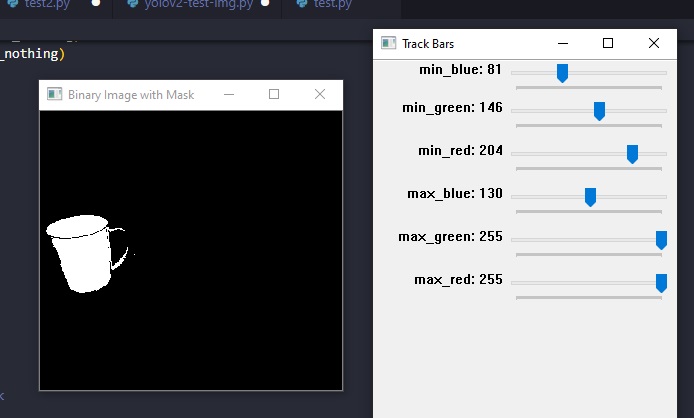 test2.py
yolov2-test-img.py
test.py
_nothing)
Binary Image with Mask
Track Bars
min_blue: 81
min_green: 146
min_red: 204
max_blue: 130
max_green: 255
max_red: 255